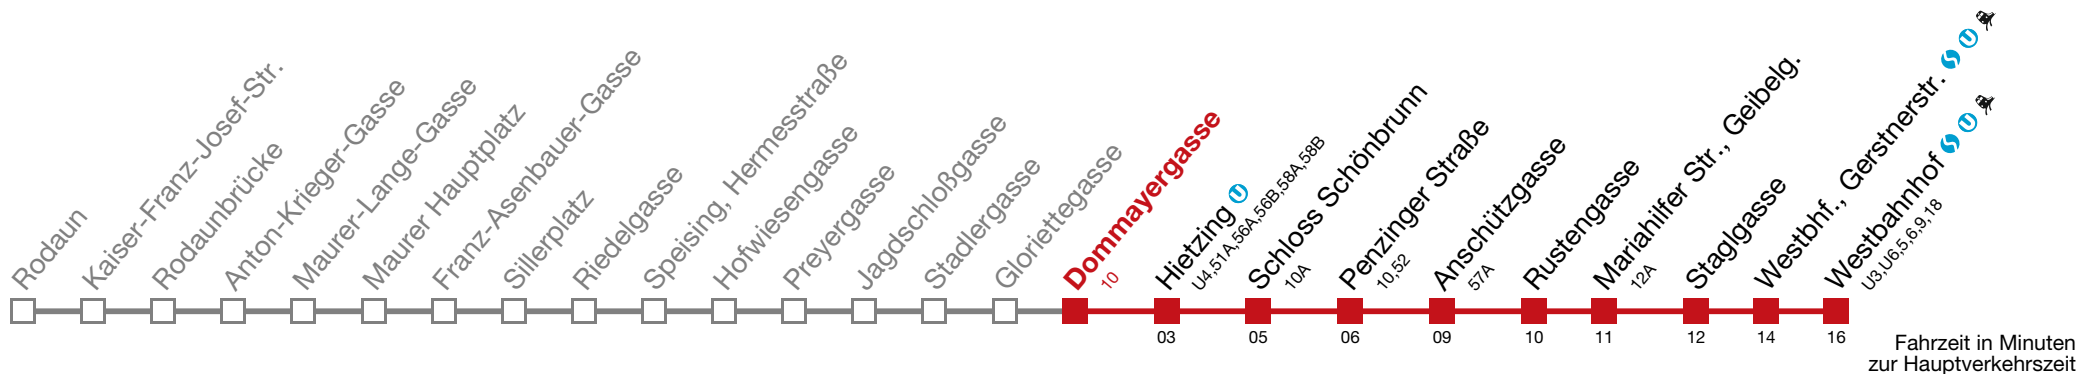 Rodaun
Kaiser-Franz-Josef-Str.
Rodaunbrücke
Anton-Krieger-Gasse
Maurer-Lange-Gasse
Maurer Hauptplatz
Franz-Asenbauer-Gasse
Sillerplatz
Riedelgasse
Speising, Hermesstraße
Hofwiesengasse
Preyergasse
Jagdschloßgasse
Stadlergasse
Gloriettegasse
Dommayergasse
10
Hietzing U
U4,51A,56A,56B,58A,58B
Schloss Schönbrunn
10A
Penzinger Straße
10,52
Anschützgasse
57A
Rustengasse
Mariahilfer Str., Geibelg.
12A
Staglgasse
Westbhf., Gerstnerstr. S U
Westbahnhof S U
U3,U6,5,6,9,18
03 05 06 09 10 11 12 14 16
Fahrzeit in Minuten
zur Hauptverkehrszeit